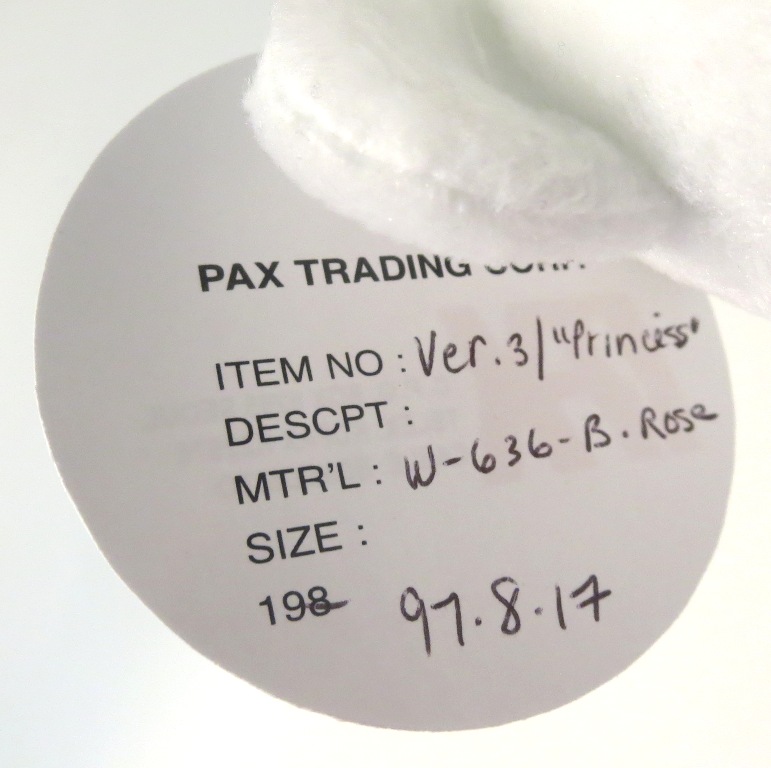 PAX TRADING
ITEM NO : Ver.3/"Princess"
DESCPT :
MTR'L : W-636-B.Rose
SIZE :
198 97.8.17